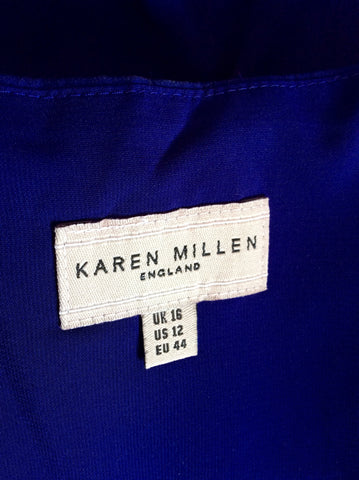 KAREN MILLEN
ENGLAND
UK 16
US 12
EU 44